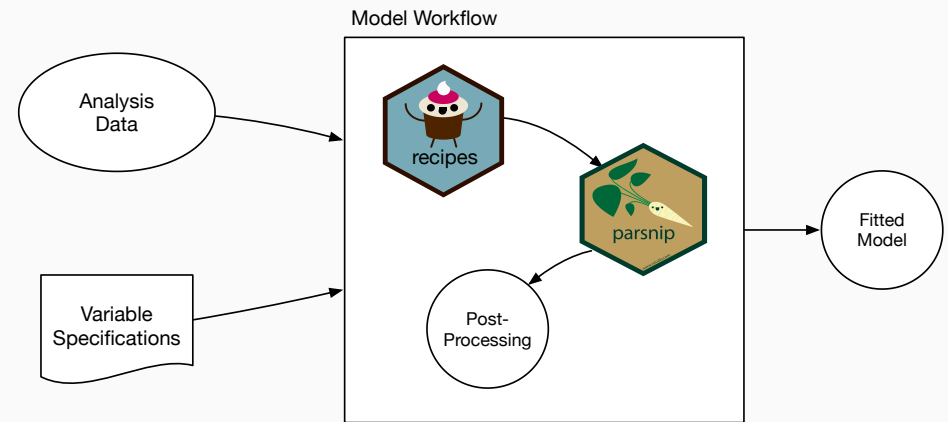 Model Workflow
Analysis
Data
recipes
parsnip
Fitted
Model
Variable
Specifications
Post-
Processing